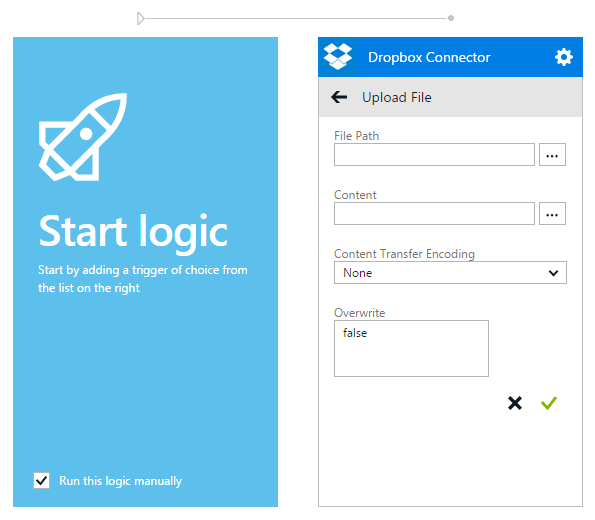 Start logic
Start by adding a trigger of choice from
the list on the right
Run this logic manually
Dropbox Connector
Upload File
File Path
...
Content
...
Content Transfer Encoding
None
Overwrite
false